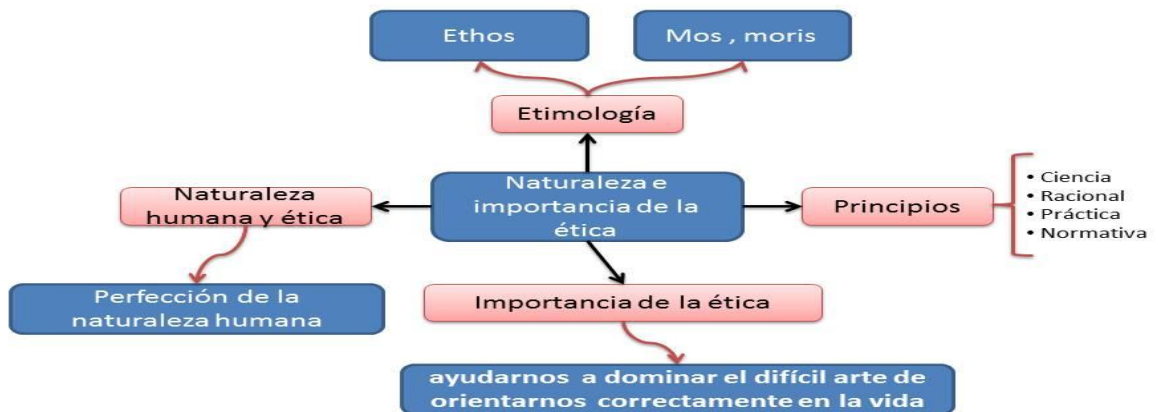 Ethos
Mos , moris
Etimología
Naturaleza e
importancia de la
ética
Naturaleza
humana y ética
Principios
• Ciencia
• Racional
• Práctica
• Normativa
Perfección de la
naturaleza humana
Importancia de la ética
ayudarnos a dominar el difícil arte de
orientarnos correctamente en la vida